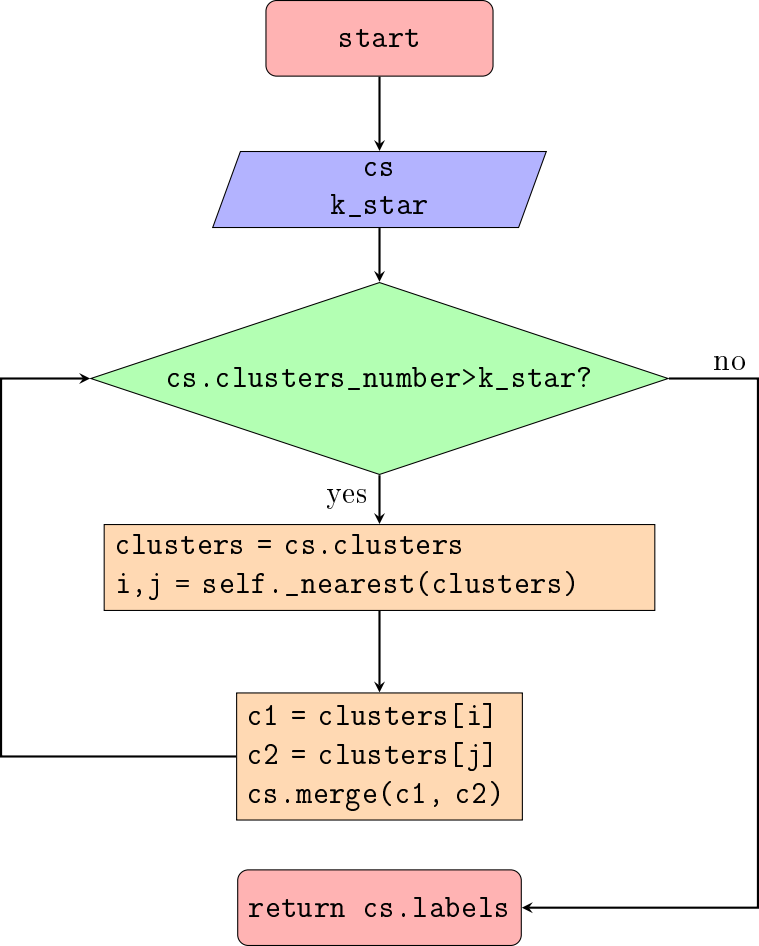 start
cs
k_star
cs.clusters_number>k_star?
no
yes
clusters = cs.clusters
i,j = self._nearest(clusters)
c1 = clusters[i]
c2 = clusters[j]
cs.merge(c1, c2)
return cs.labels